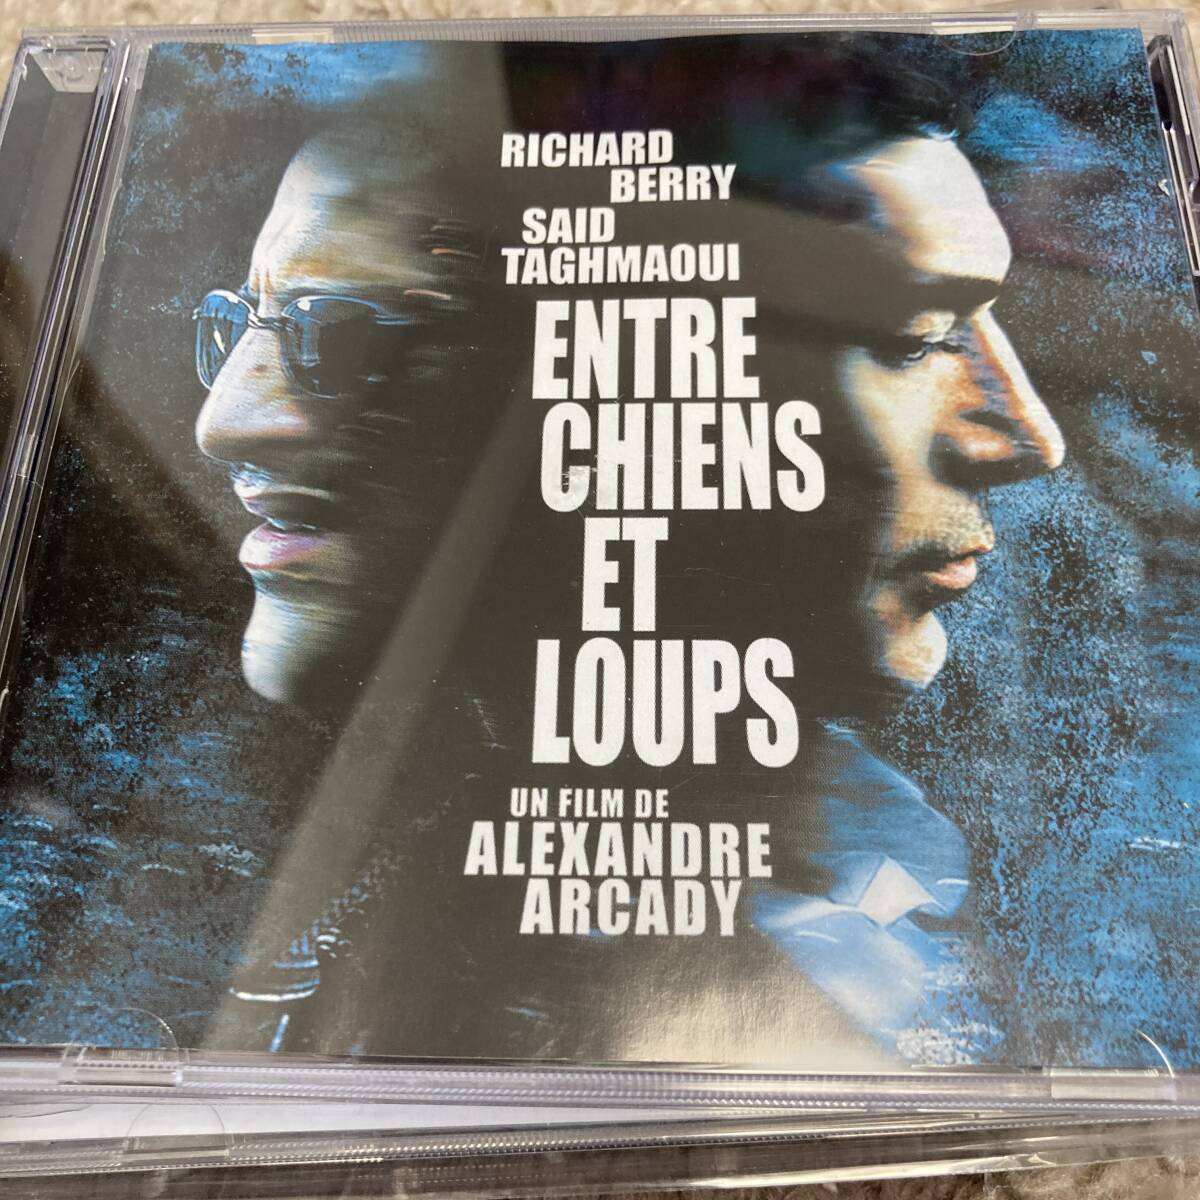 RICHARD
BERRY
SAID
TAGHMAOUI
ENTRE
CHIENS
ET
LOUPS
UN FILM DE
ALEXANDRE
ARCADY